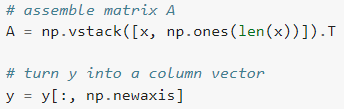 # assemble matrix A
A = np.vstack([x, np.ones(len(x))]).T
# turn y into a column vector
y = y[:, np.newaxis]